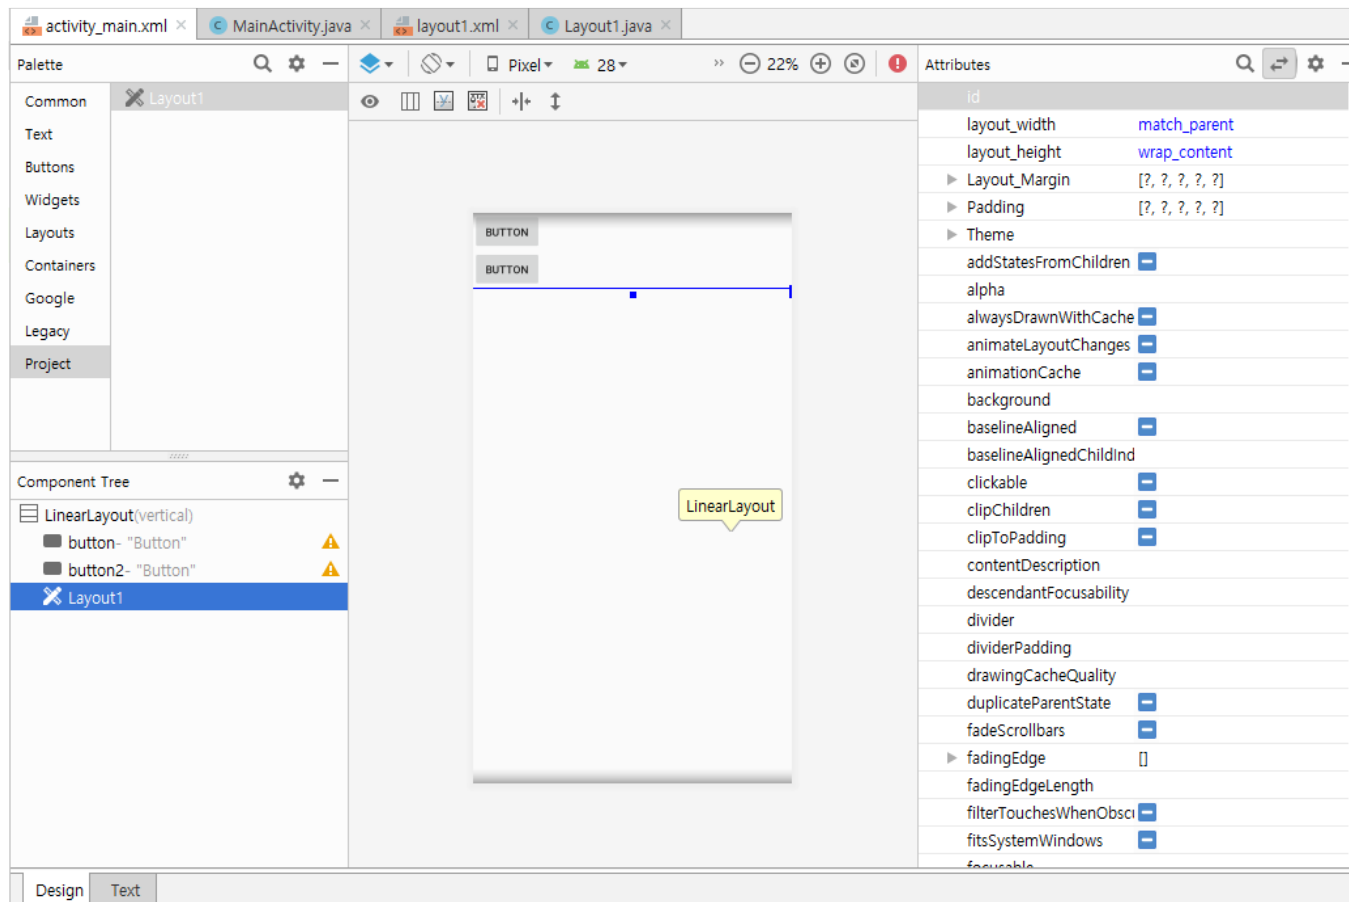 activity_main.xml MainActivity.java layout1.xml Layout1.java
Palette
Pixel 28 22%
Attributes
Common
Text
Buttons
Widgets
Layouts
Containers
Google
Legacy
Project
Layout1
Component Tree
LinearLayout(vertical)
button- "Button"
button2- "Button"
Layout1
BUTTON
BUTTON
LinearLayout
id
layout_width match_parent
layout_height wrap_content
Layout_Margin [?, ?, ?, ?, ?]
Padding [?, ?, ?, ?, ?]
Theme
addStatesFromChildren
alpha
alwaysDrawnWithCache
animateLayoutChanges
animationCache
background
baselineAligned
baselineAlignedChildInd
clickable
clipChildren
clipToPadding
contentDescription
descendantFocusability
divider
dividerPadding
drawingCacheQuality
duplicateParentState
fadeScrollbars
fadingEdge []
fadingEdgeLength
filterTouchesWhenObscu
fitsSystemWindows
focusable
Design Text